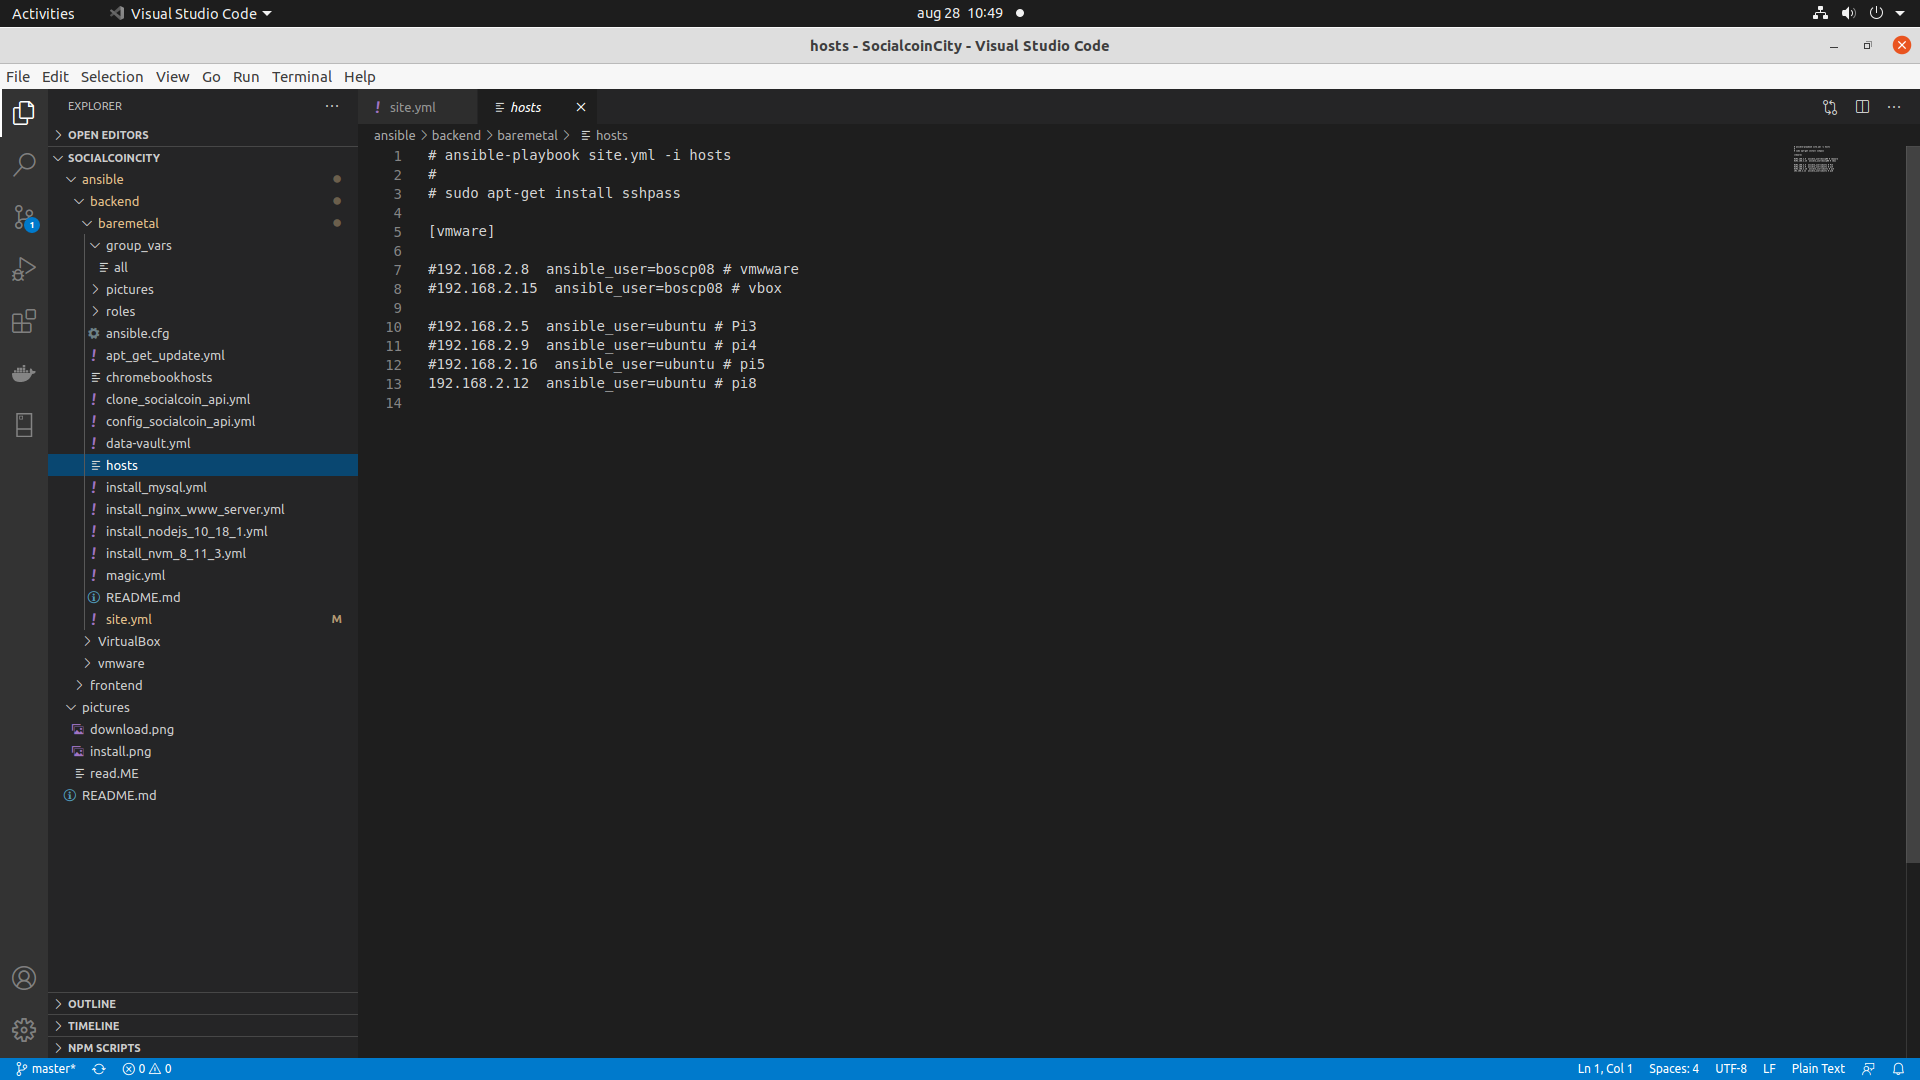 Activities
Visual Studio Code
aug 28 10:49
hosts - SocialcoinCity - Visual Studio Code
File Edit Selection View Go Run Terminal Help
EXPLORER
OPEN EDITORS
SOCIALCOINCITY
ansible
backend
baremetal
group_vars
all
pictures
roles
ansible.cfg
apt_get_update.yml
chromebookhosts
clone_socialcoin_api.yml
config_socialcoin_api.yml
data-vault.yml
hosts
install_mysql.yml
install_nginx_www_server.yml
install_nodejs_10_18_1.yml
install_nvm_8_11_3.yml
magic.yml
README.md
site.yml M
VirtualBox
vmware
frontend
pictures
download.png
install.png
read.ME
README.md
OUTLINE
TIMELINE
NPM SCRIPTS
1
site.yml
hosts
ansible > backend > baremetal > hosts
1 # ansible-playbook site.yml -i hosts
2 #
3 # sudo apt-get install sshpass
4
5 [vmware]
6
7 #192.168.2.8  ansible_user=boscp08 # vmwware
8 #192.168.2.15  ansible_user=boscp08 # vbox
9
10 #192.168.2.5  ansible_user=ubuntu # Pi3
11 #192.168.2.9  ansible_user=ubuntu # pi4
12 #192.168.2.16  ansible_user=ubuntu # pi5
13 192.168.2.12  ansible_user=ubuntu # pi8
14
master* 0 0
Ln 1, Col 1 Spaces: 4 UTF-8 LF Plain Text